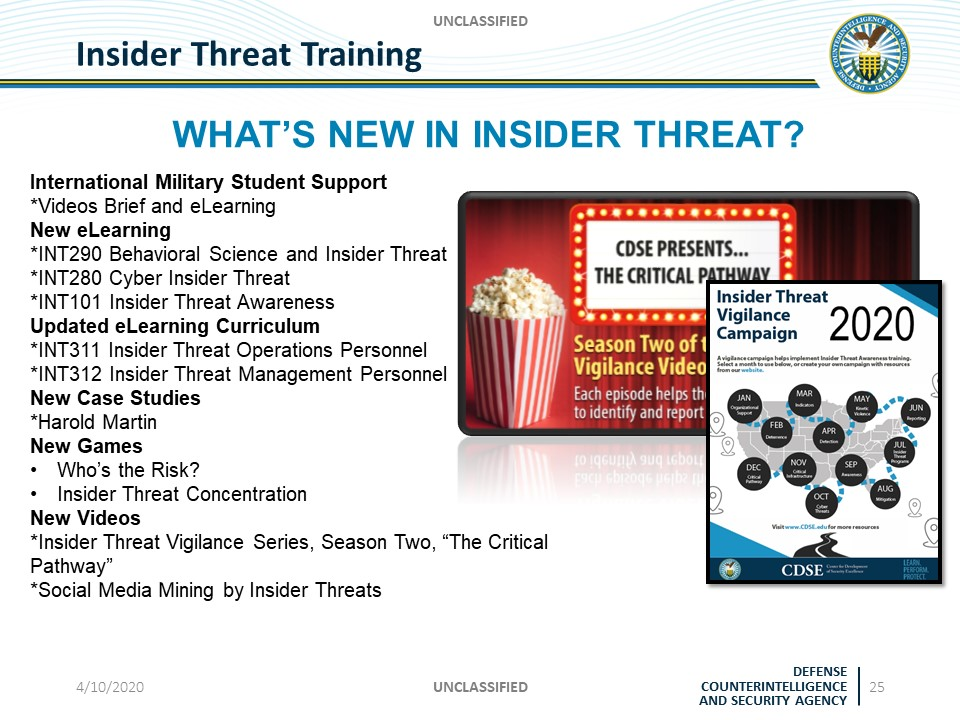 UNCLASSIFIED
Insider Threat Training
DEFENSE COUNTERINTELLIGENCE AND SECURITY AGENCY
WHAT’S NEW IN INSIDER THREAT?
International Military Student Support
*Videos Brief and eLearning
New eLearning
*INT290 Behavioral Science and Insider Threat
*INT280 Cyber Insider Threat
*INT101 Insider Threat Awareness
Updated eLearning Curriculum
*INT311 Insider Threat Operations Personnel
*INT312 Insider Threat Management Personnel
New Case Studies
*Harold Martin
New Games
• Who’s the Risk?
• Insider Threat Concentration
New Videos
*Insider Threat Vigilance Series, Season Two, “The Critical
Pathway”
*Social Media Mining by Insider Threats
CDSE PRESENTS...
THE CRITICAL PATHWAY
Season Two of t
Vigilance Video
Each episode helps the
to identify and report
to identify and report
Each episode helps the
Insider Threat
Vigilance
Campaign
2020
A vigilance campaign helps implement Insider Threat Awareness training.
Select a month to use below, or create your own campaign with resources
from our website.
JAN
Organizational
Support
FEB
Deterrence
MAR
Indicators
APR
Detection
MAY
Kinetic
Violence
JUN
Reporting
JUL
Insider
Threat
Programs
AUG
Mitigation
SEP
Awareness
OCT
Cyber
Threats
NOV
Critical
Infrastructure
DEC
Critical
Pathway
Visit www.CDSE.edu for more resources
CDSE
Center for Development
of Security Excellence
LEARN.
PERFORM.
PROTECT.
4/10/2020
UNCLASSIFIED
DEFENSE
COUNTERINTELLIGENCE
AND SECURITY AGENCY
25